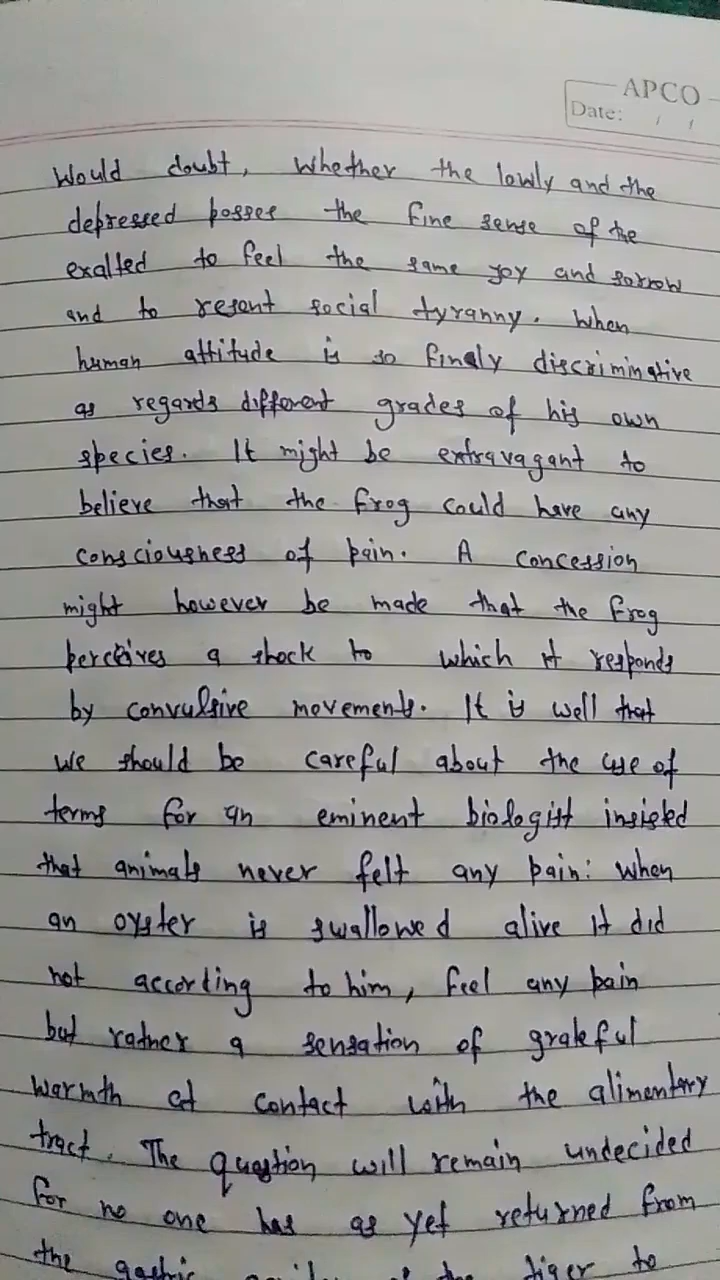 APCO
Date: / /
Would doubt, whether the lowly and the
depressed posses the fine sense of the
exalted to feel the same joy and sorrow
and to resent social tyranny. When
human attitude is so finely discriminative
as regards different grades of his own
species. It might be extravagant to
believe that the frog could have any
consciousness of pain. A concession
might however be made that the frog
perceives a shock to which it responds
by convulsive movements. It is well that
we should be careful about the use of
terms for an eminent biologist insisted
that animals never felt any pain: when
an oyster is swallowed alive it did
not according to him, feel any pain
but rather a sensation of grateful
warmth at contact with the alimentary
tract. The question will remain undecided
for no one has as yet returned from
the gastric the tiger to